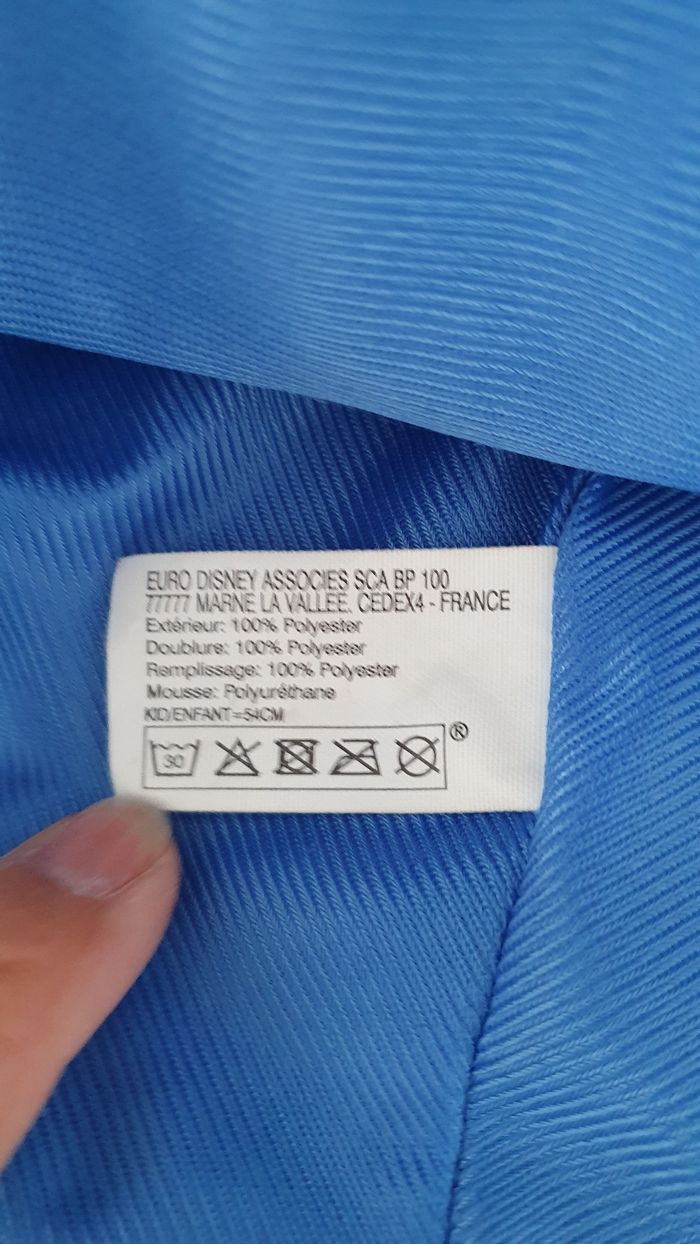 EURO DISNEY ASSOCIES SCA BP 100
77777 MARNE LA VALLEE, CEDEX4 - FRANCE
Extérieur: 100% Polyester
Doublure: 100% Polyester
Remplissage: 100% Polyester
Mousse: Polyuréthane
KID/ENFANT=54CM
30
®